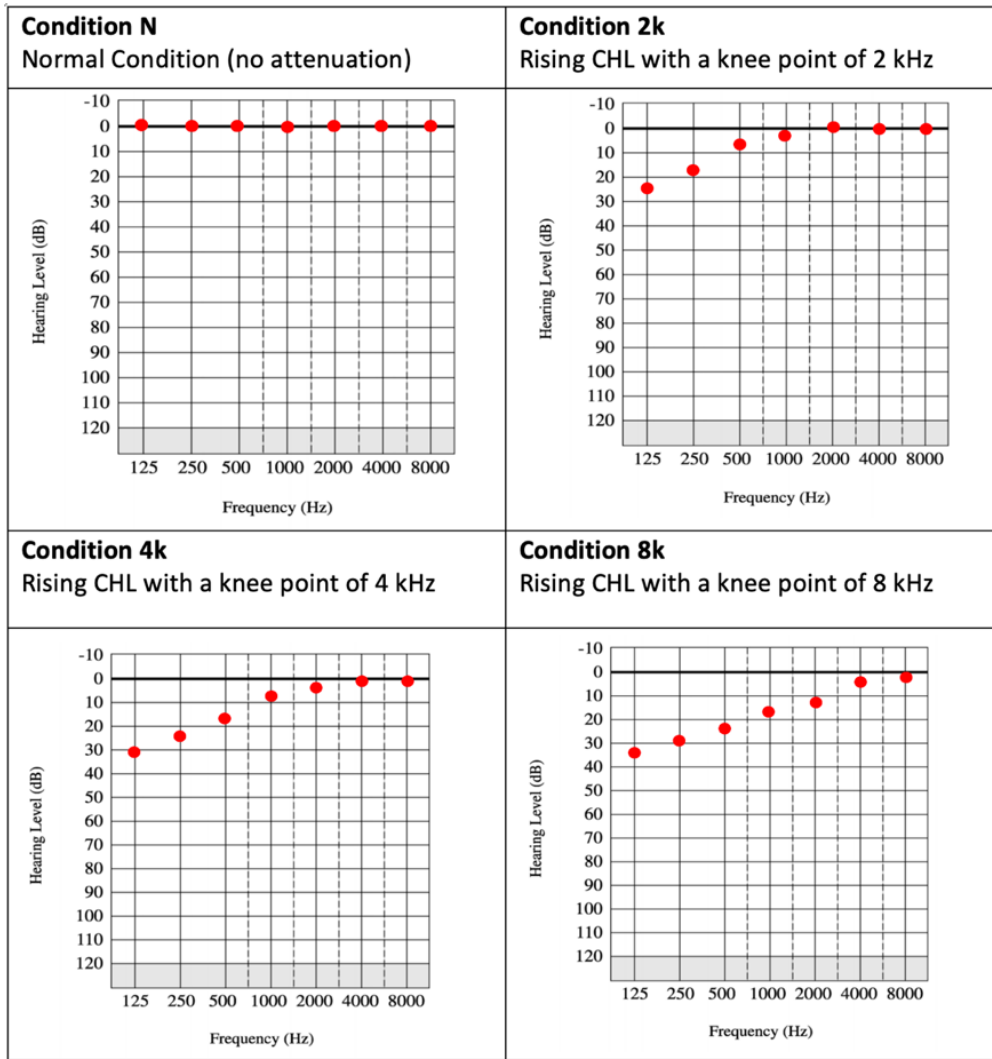 Condition N
Normal Condition (no attenuation)
-10
0
10
20
30
40
50
60
70
80
90
100
110
120
Hearing Level (dB)
125 250 500 1000 2000 4000 8000
Frequency (Hz)
Condition 2k
Rising CHL with a knee point of 2 kHz
-10
0
10
20
30
40
50
60
70
80
90
100
110
120
Hearing Level (dB)
125 250 500 1000 2000 4000 8000
Frequency (Hz)
Condition 4k
Rising CHL with a knee point of 4 kHz
-10
0
10
20
30
40
50
60
70
80
90
100
110
120
Hearing Level (dB)
125 250 500 1000 2000 4000 8000
Frequency (Hz)
Condition 8k
Rising CHL with a knee point of 8 kHz
-10
0
10
20
30
40
50
60
70
80
90
100
110
120
Hearing Level (dB)
125 250 500 1000 2000 4000 8000
Frequency (Hz)